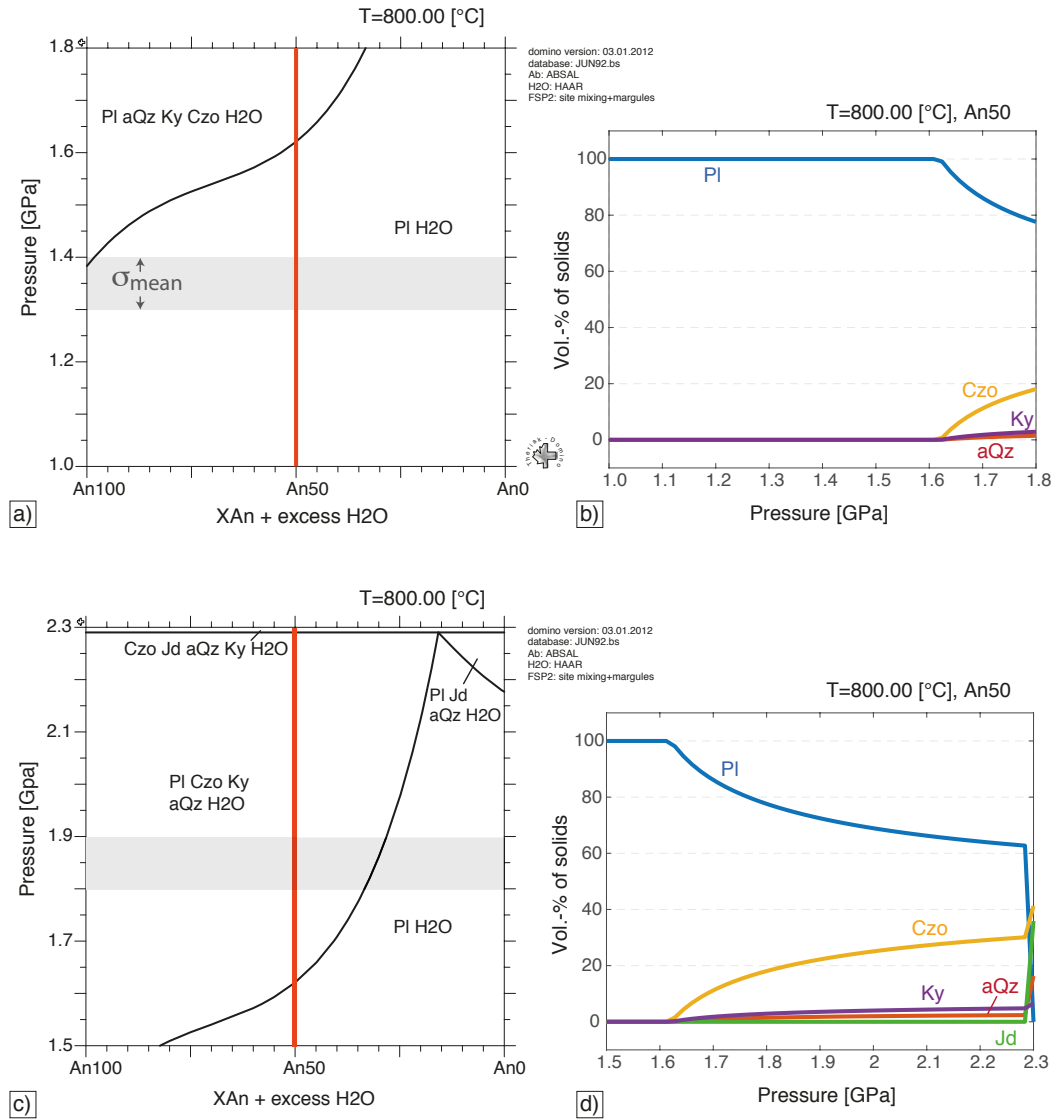 T=800.00 [°C]
1.8
1.6
1.4
1.2
1.0
Pressure [GPa]
Pl aQz Ky Czo H2O
Pl H2O
σmean
An100
An50
An0
XAn + excess H2O
a)
domino version: 03.01.2012
database: JUN92.bs
Ab: ABSAL
H2O: HAAR
FSP2: site mixing+margules
Theriak - Domino
T=800.00 [°C], An50
100
80
60
40
20
0
Vol.-% of solids
Pl
Czo
Ky
aQz
1.0 1.1 1.2 1.3 1.4 1.5 1.6 1.7 1.8
Pressure [GPa]
b)
T=800.00 [°C]
2.3
2.1
1.9
1.7
1.5
Pressure [Gpa]
Czo Jd aQz Ky H2O
Pl Jd
aQz H2O
Pl Czo Ky
aQz H2O
Pl H2O
An100
An50
An0
XAn + excess H2O
c)
domino version: 03.01.2012
database: JUN92.bs
Ab: ABSAL
H2O: HAAR
FSP2: site mixing+margules
T=800.00 [°C], An50
100
80
60
40
20
0
Vol.-% of solids
Pl
Czo
Ky
aQz
Jd
1.5 1.6 1.7 1.8 1.9 2 2.1 2.2 2.3
Pressure [GPa]
d)